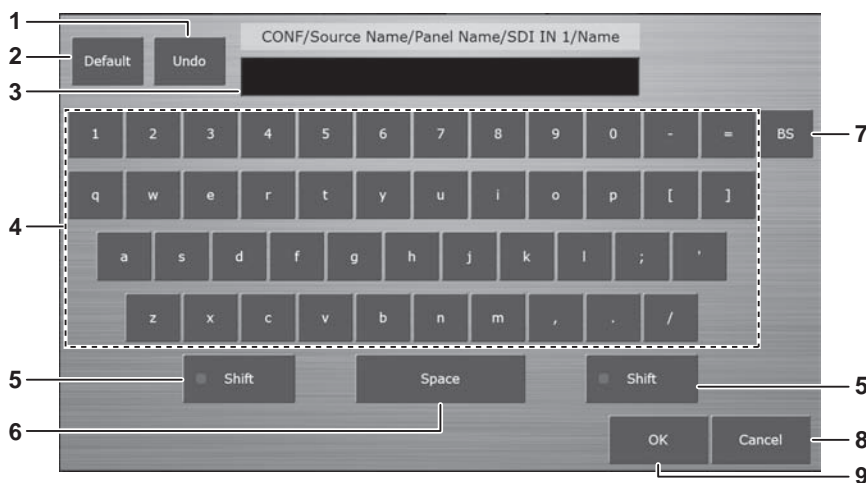 1
2
3
4
5
6
5
7
8
9
CONF/Source Name/Panel Name/SDI IN 1/Name
Default Undo
1 2 3 4 5 6 7 8 9 0 - = BS
q w e r t y u i o p [ ]
a s d f g h j k l ; '
z x c v b n m , . /
Shift Space Shift
OK Cancel